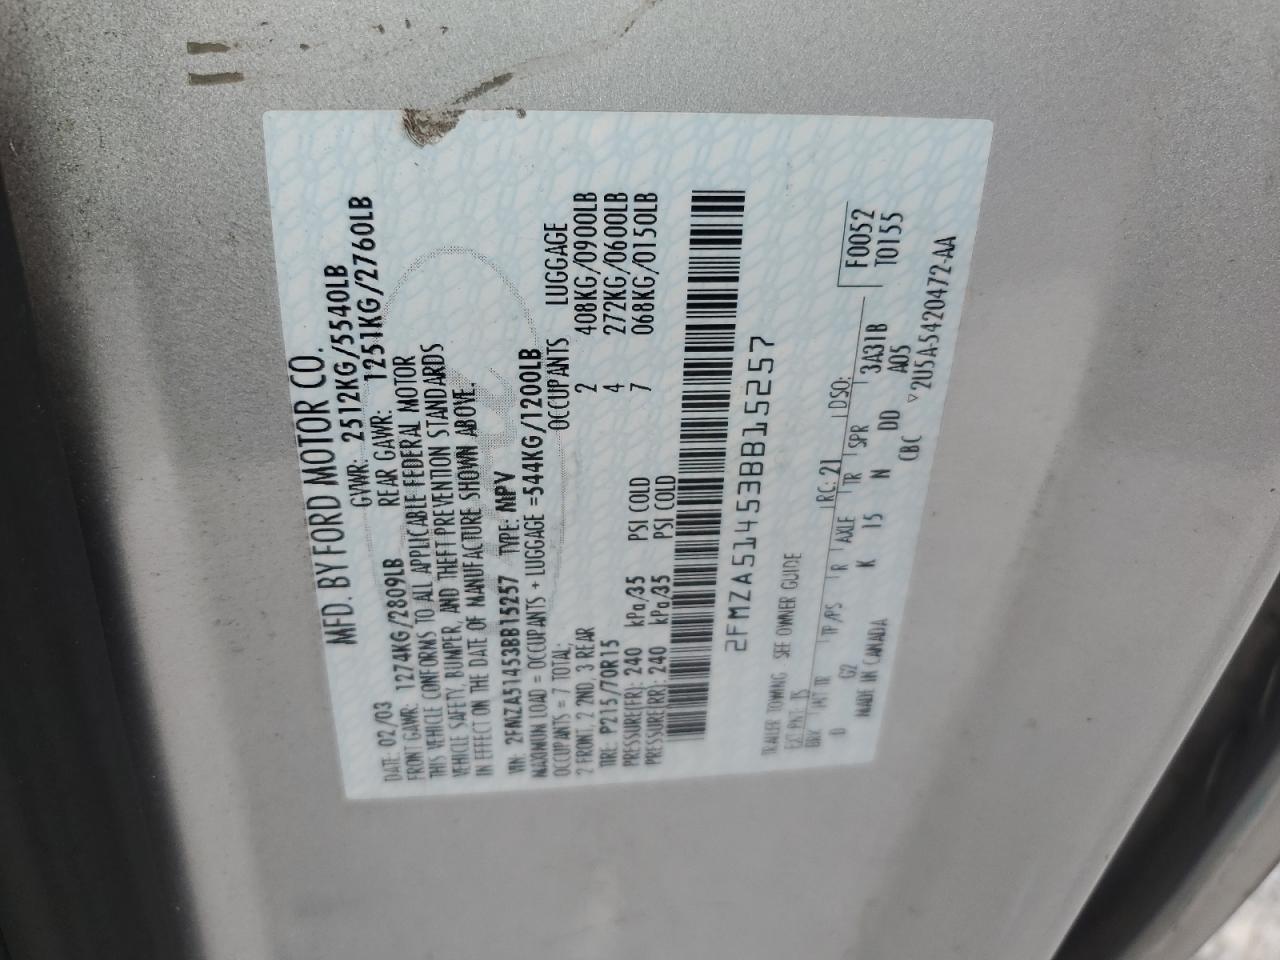 MFD. BY FORD MOTOR CO.
DATE: 02/03 GVWR: 2512KG/5540LB
FRONT GAWR: 1274KG/2809LB REAR GAWR: 1251KG/2760LB
THIS VEHICLE CONFORMS TO ALL APPLICABLE FEDERAL MOTOR
VEHICLE SAFETY, BUMPER, AND THEFT PREVENTION STANDARDS
IN EFFECT ON THE DATE OF MANUFACTURE SHOWN ABOVE.
VIN: 2FMZA51453BB15257 TYPE: MPV
MAXIMUM LOAD = OCCUPANTS + LUGGAGE =544KG/1200LB
OCCUPANTS = 7 TOTAL; OCCUPANTS LUGGAGE
2 FRONT, 2 2ND, 3 REAR 2 408KG/0900LB
TIRE: P215/70R15 4 272KG/0600LB
PRESSURE(FR): 240 kPa/35 PSI COLD 7 068KG/0150LB
PRESSURE(RR): 240 kPa/35 PSI COLD
2FMZA51453BB15257
TRAILER TOWING - SEE OWNER GUIDE
EXT PNT: TS RC: 21 DSO: F0052
BRK INT TR TP/PS R AXLE TR SPR T0155
D G2 K 15 N DD 3A31B
MADE IN CANADA CBC A05
▽2U5A-5420472-AA